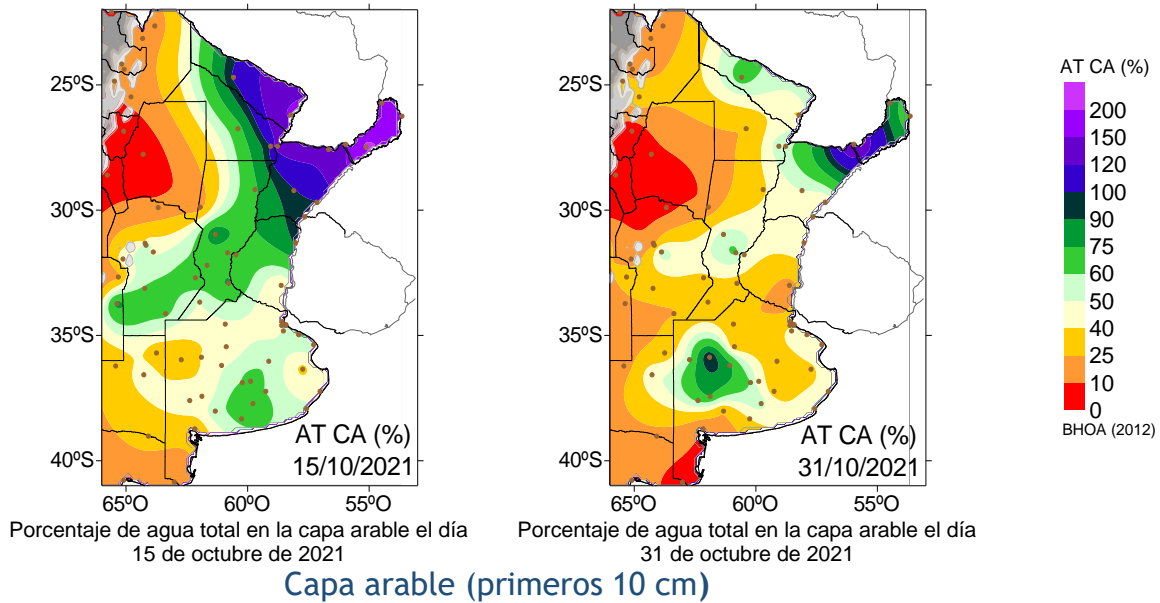 25ºS
30ºS
35ºS
40ºS
65ºO
60ºO
55ºO
AT CA (%)
15/10/2021
Porcentaje de agua total en la capa arable el día
15 de octubre de 2021
25ºS
30ºS
35ºS
40ºS
65ºO
60ºO
55ºO
AT CA (%)
31/10/2021
Porcentaje de agua total en la capa arable el día
31 de octubre de 2021
AT CA (%)
200
150
120
100
90
75
60
50
40
25
10
0
BHOA (2012)
Capa arable (primeros 10 cm)